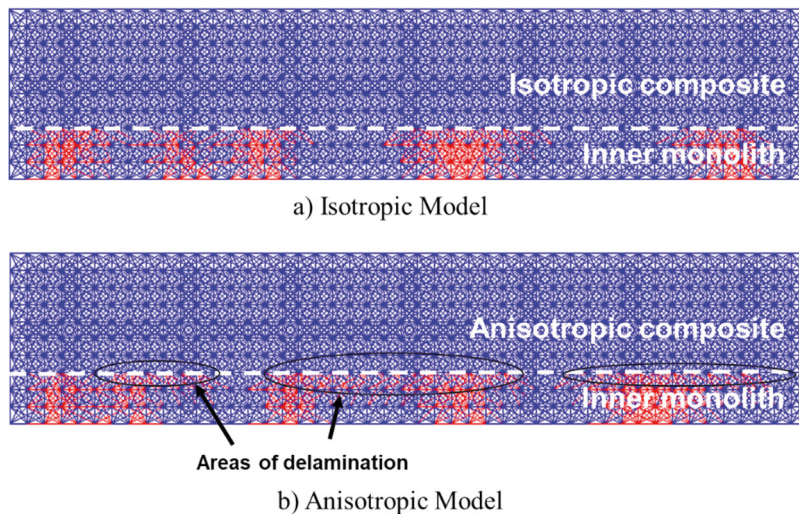 Isotropic composite
Inner monolith
a) Isotropic Model
Anisotropic composite
Inner monolith
Areas of delamination
b) Anisotropic Model